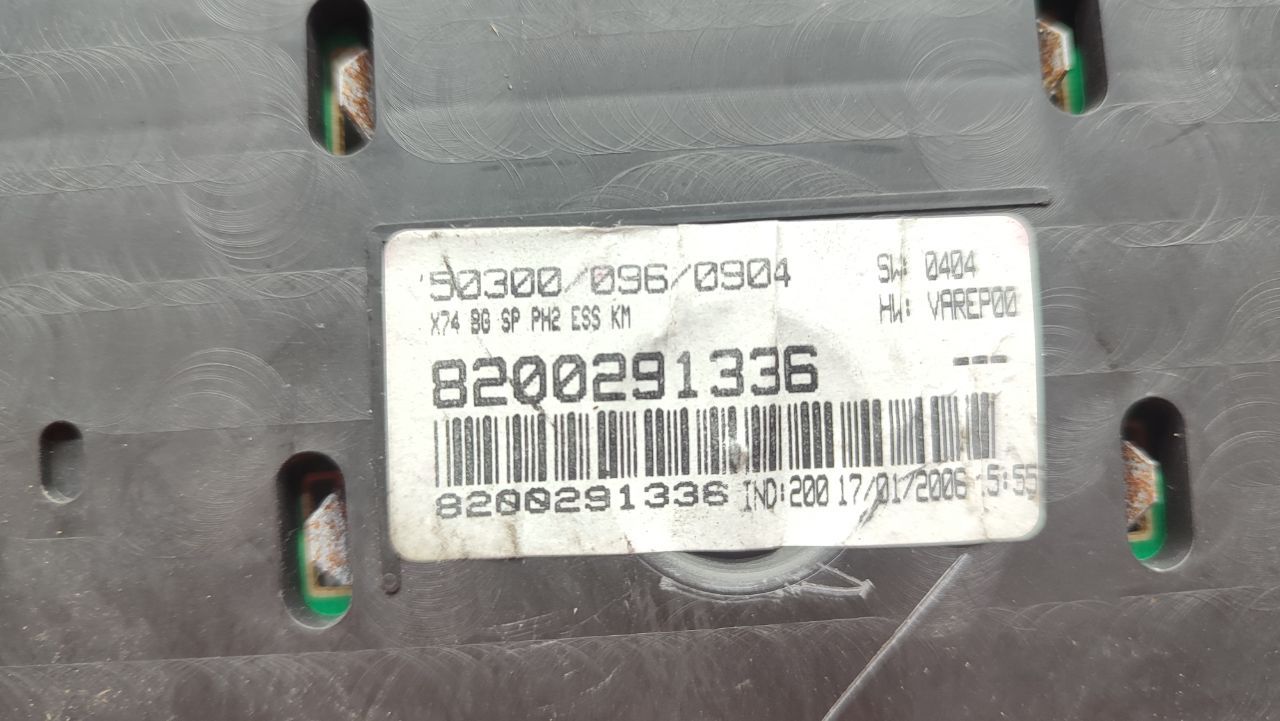 50300/096/0904 SW: 0404
X74 BG SP PH2 ESS KM HW: VAREP00
8200291336 ---
8200291336 IND:200 17/01/2006 15:55